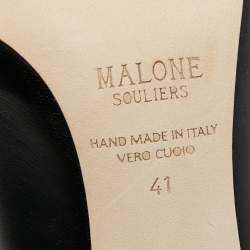 MALONE
SOULIERS
HAND MADE IN ITALY
VERO CUOIO
41